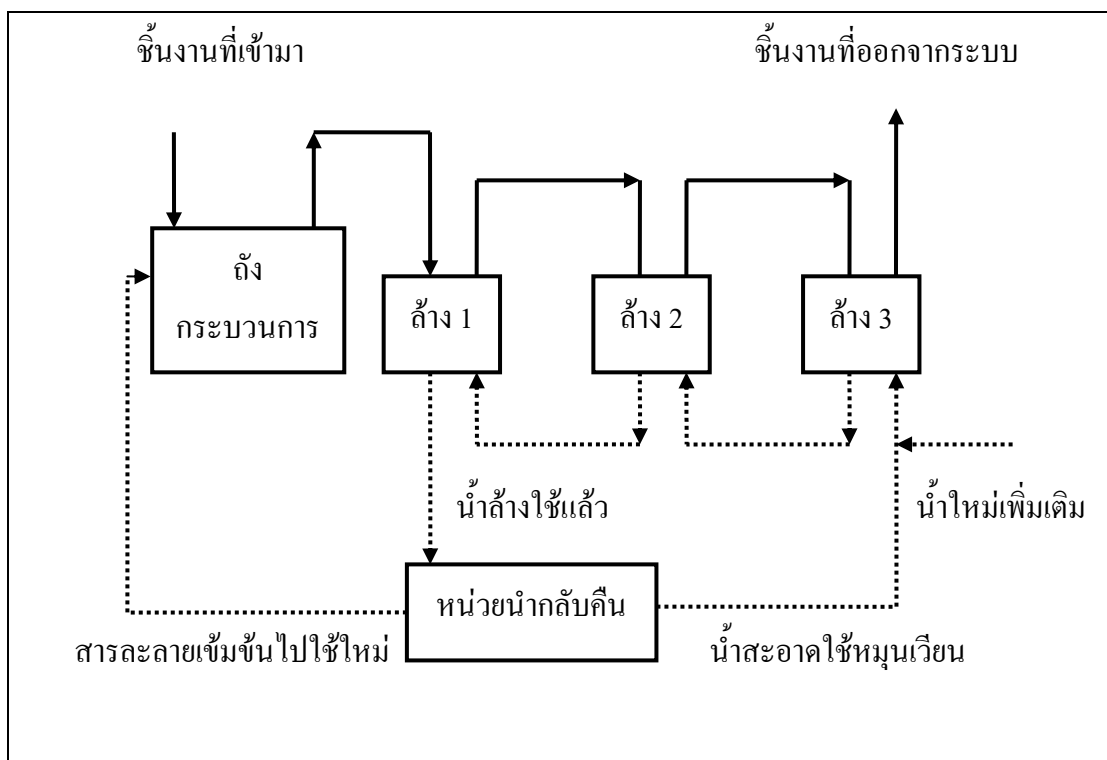 ชิ้นงานที่เข้ามา
ชิ้นงานที่ออกจากระบบ
ถัง
กระบวนการ
ล้าง 1
ล้าง 2
ล้าง 3
น้ำล้างใช้แล้ว
น้ำใหม่เพิ่มเติม
หน่วยนำกลับคืน
สารละลายเข้มข้นไปใช้ใหม่
น้ำสะอาดใช้หมุนเวียน